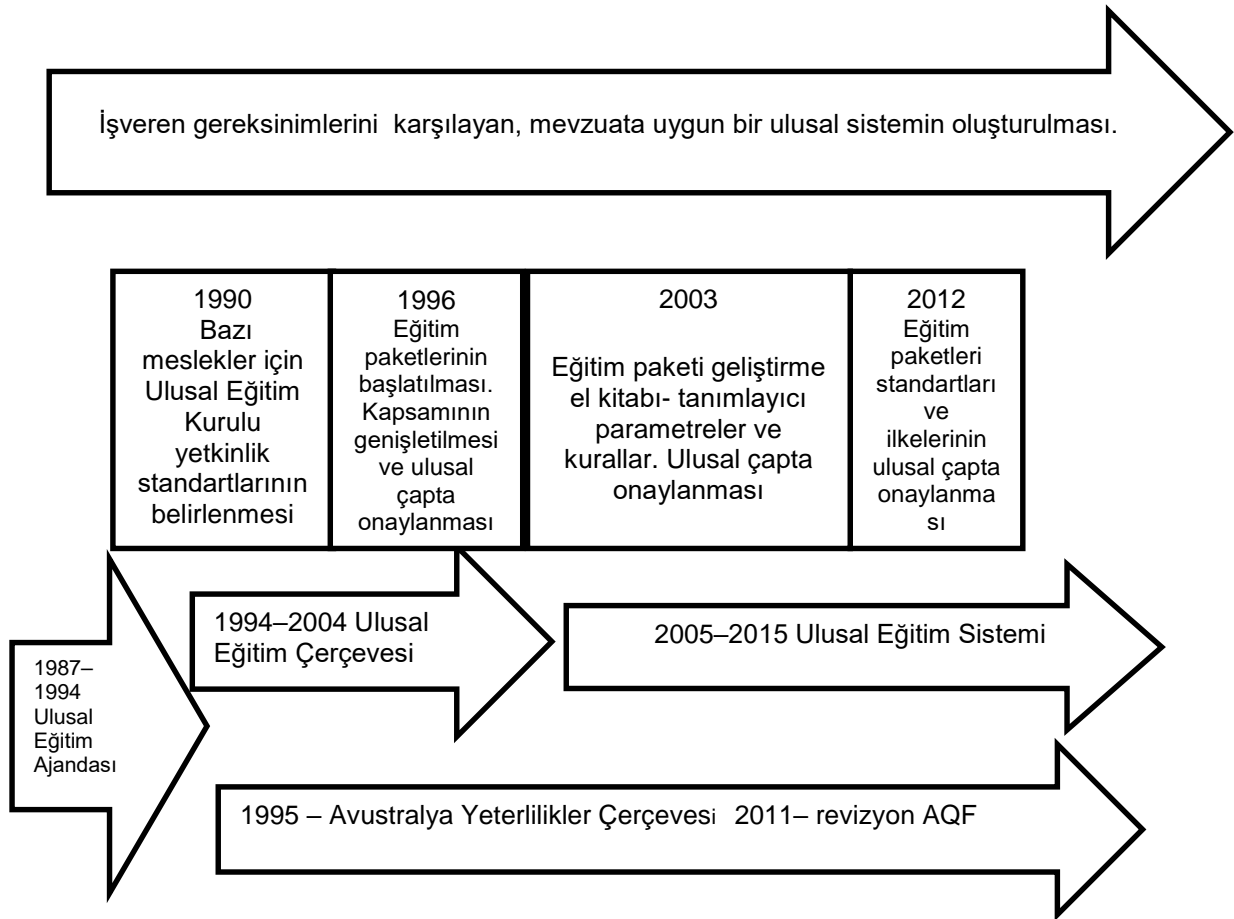 İşveren gereksinimlerini karşılayan, mevzuata uygun bir ulusal sistemin oluşturulması.
1990
Bazı
meslekler için
Ulusal Eğitim
Kurulu
yetkinlik
standartlarının
belirlenmesi
1996
Eğitim
paketlerinin
başlatılması.
Kapsamının
genişletilmesi
ve ulusal
çapta
onaylanması
2003
Eğitim paketi geliştirme
el kitabı- tanımlayıcı
parametreler ve
kurallar. Ulusal çapta
onaylanması
2012
Eğitim
paketleri
standartları
ve
ilkelerinin
ulusal çapta
onaylanma
sı
1987–
1994
Ulusal
Eğitim
Ajandası
1994–2004 Ulusal
Eğitim Çerçevesi
2005–2015 Ulusal Eğitim Sistemi
1995 – Avustralya Yeterlilikler Çerçevesi 2011– revizyon AQF